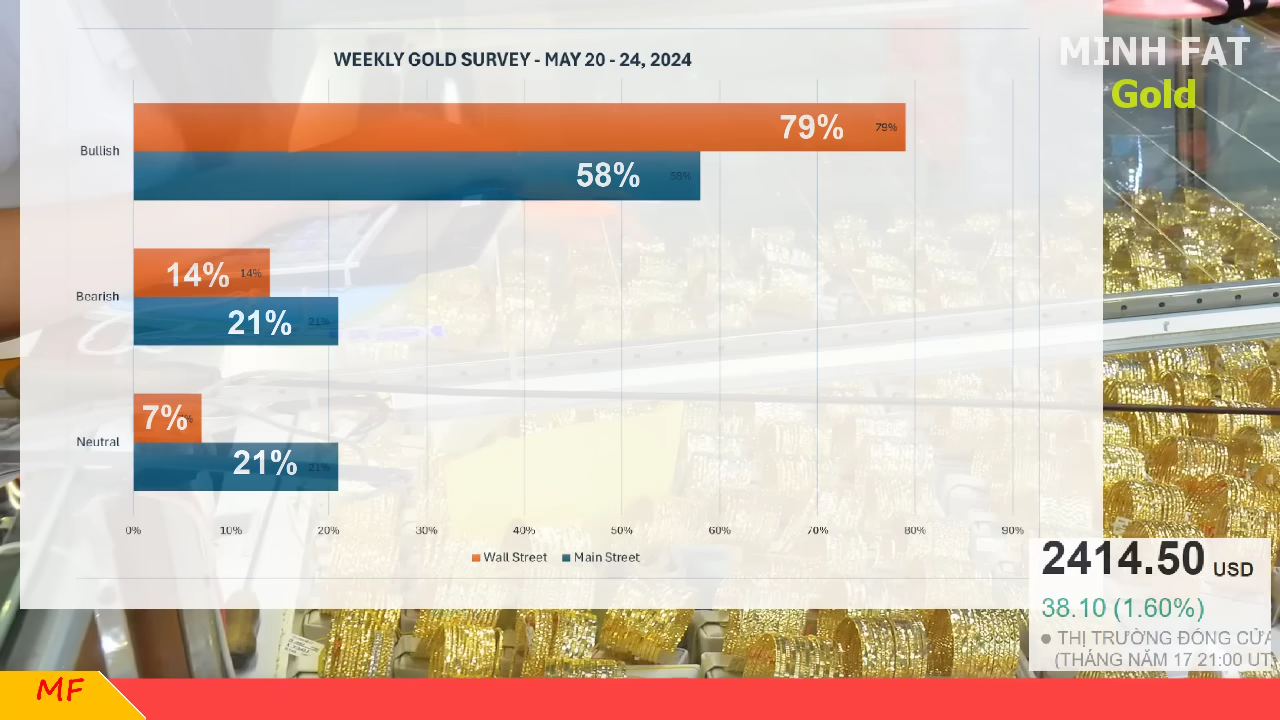 WEEKLY GOLD SURVEY - MAY 20 - 24, 2024
MINH FAT
Gold
Bullish
79% 79%
58% 58%
Bearish
14% 14%
21% 21%
Neutral
7%
21% 21%
0% 10% 20% 30% 40% 50% 60% 70% 80% 90%
Wall Street Main Street
2414.50 USD
38.10 (1.60%)
THỊ TRƯỜNG ĐÓNG CỬA
(THÁNG NĂM 17 21:00 UT
MF